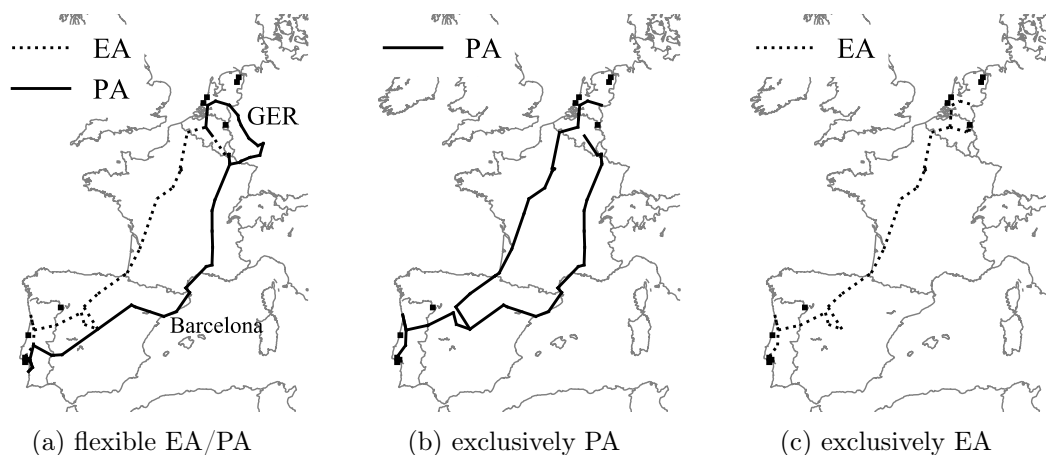 EA
PA
GER
Barcelona
(a) flexible EA/PA
PA
(b) exclusively PA
EA
(c) exclusively EA